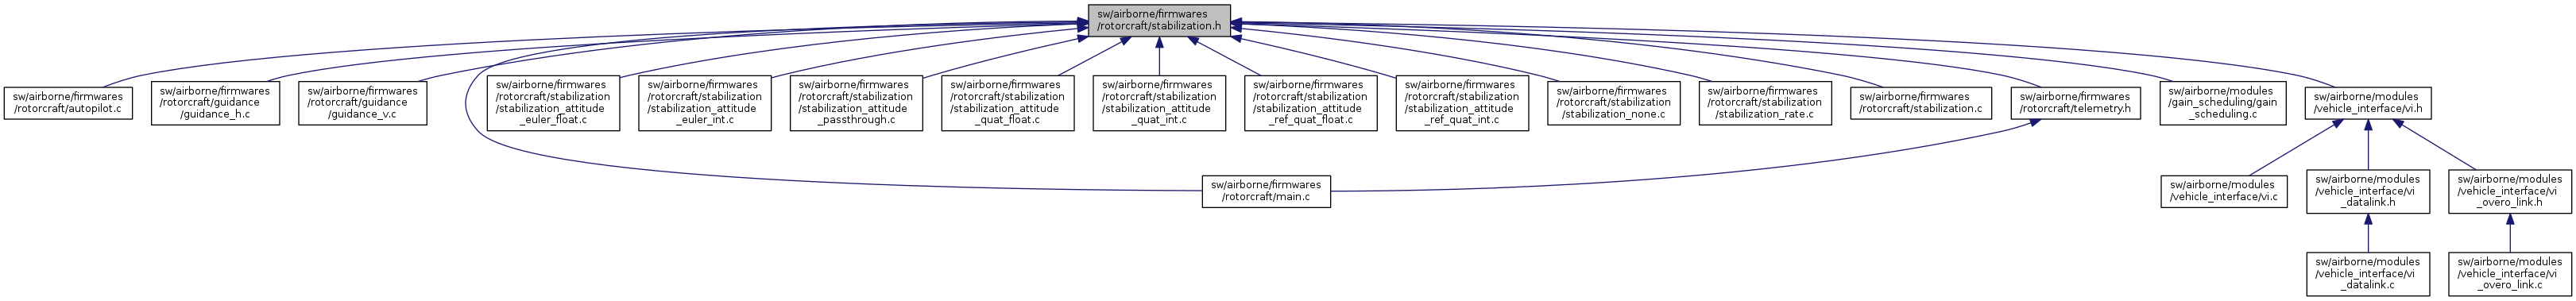 sw/airborne/firmwares
/rotorcraft/stabilization.h
sw/airborne/firmwares
/rotorcraft/autopilot.c
sw/airborne/firmwares
/rotorcraft/guidance
/guidance_h.c
sw/airborne/firmwares
/rotorcraft/guidance
/guidance_v.c
sw/airborne/firmwares
/rotorcraft/stabilization
/stabilization_attitude
_euler_float.c
sw/airborne/firmwares
/rotorcraft/stabilization
/stabilization_attitude
_euler_int.c
sw/airborne/firmwares
/rotorcraft/stabilization
/stabilization_attitude
_passthrough.c
sw/airborne/firmwares
/rotorcraft/stabilization
/stabilization_attitude
_quat_float.c
sw/airborne/firmwares
/rotorcraft/stabilization
/stabilization_attitude
_quat_int.c
sw/airborne/firmwares
/rotorcraft/stabilization
/stabilization_attitude
_ref_quat_float.c
sw/airborne/firmwares
/rotorcraft/stabilization
/stabilization_attitude
_ref_quat_int.c
sw/airborne/firmwares
/rotorcraft/stabilization
/stabilization_none.c
sw/airborne/firmwares
/rotorcraft/stabilization
/stabilization_rate.c
sw/airborne/firmwares
/rotorcraft/stabilization.c
sw/airborne/firmwares
/rotorcraft/telemetry.h
sw/airborne/modules
/gain_scheduling/gain
_scheduling.c
sw/airborne/modules
/vehicle_interface/vi.h
sw/airborne/firmwares
/rotorcraft/main.c
sw/airborne/modules
/vehicle_interface/vi.c
sw/airborne/modules
/vehicle_interface/vi
_datalink.h
sw/airborne/modules
/vehicle_interface/vi
_overo_link.h
sw/airborne/modules
/vehicle_interface/vi
_datalink.c
sw/airborne/modules
/vehicle_interface/vi
_overo_link.c